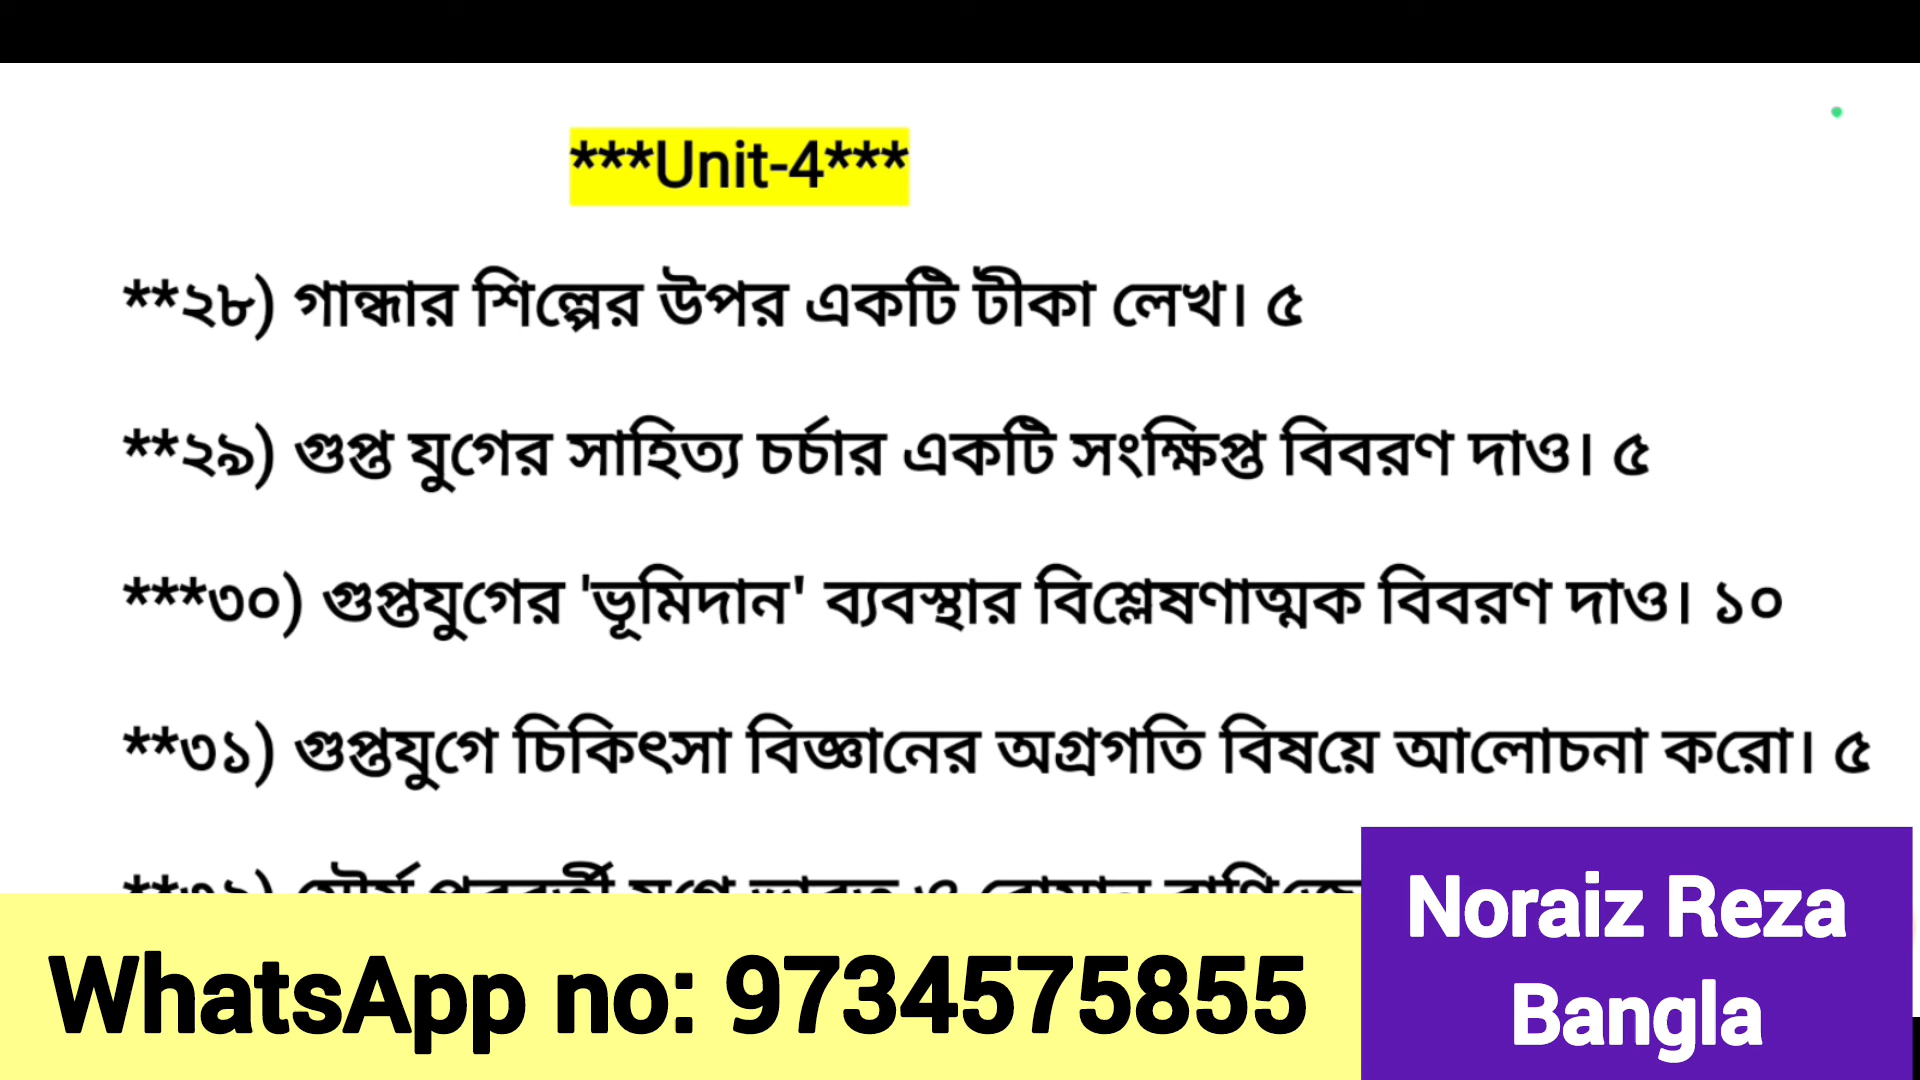 ***Unit-4***
**২৮) গান্ধার শিল্পের উপর একটি টীকা লেখ। ৫
**২৯) গুপ্ত যুগের সাহিত্য চর্চার একটি সংক্ষিপ্ত বিবরণ দাও। ৫
***৩০) গুপ্তযুগের 'ভূমিদান' ব্যবস্থার বিশ্লেষণাত্মক বিবরণ দাও। ১০
**৩১) গুপ্তযুগে চিকিৎসা বিজ্ঞানের অগ্রগতি বিষয়ে আলোচনা করো। ৫
WhatsApp no: 9734575855
Noraiz Reza
Bangla